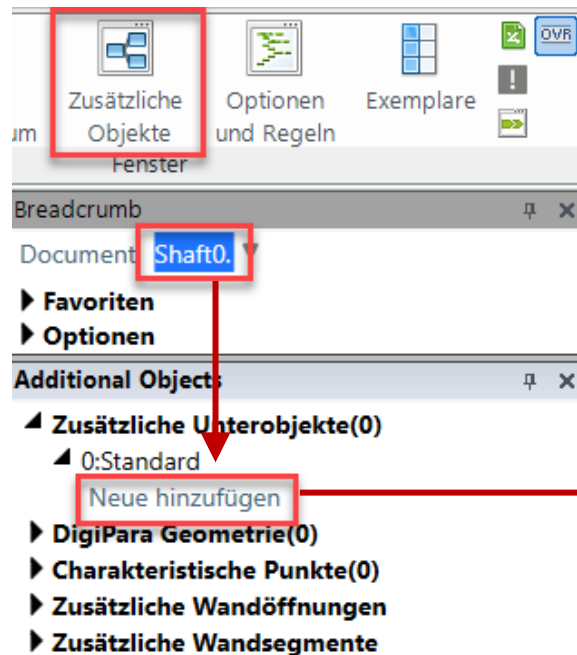 OVR
Zusätzliche Objekte
Optionen und Regeln
Exemplare
um
Fenster
Breadcrumb
Document Shaft0.
Favoriten
Optionen
Additional Objects
Zusätzliche Unterobjekte(0)
0:Standard
Neue hinzufügen
DigiPara Geometrie(0)
Charakteristische Punkte(0)
Zusätzliche Wandöffnungen
Zusätzliche Wandsegmente